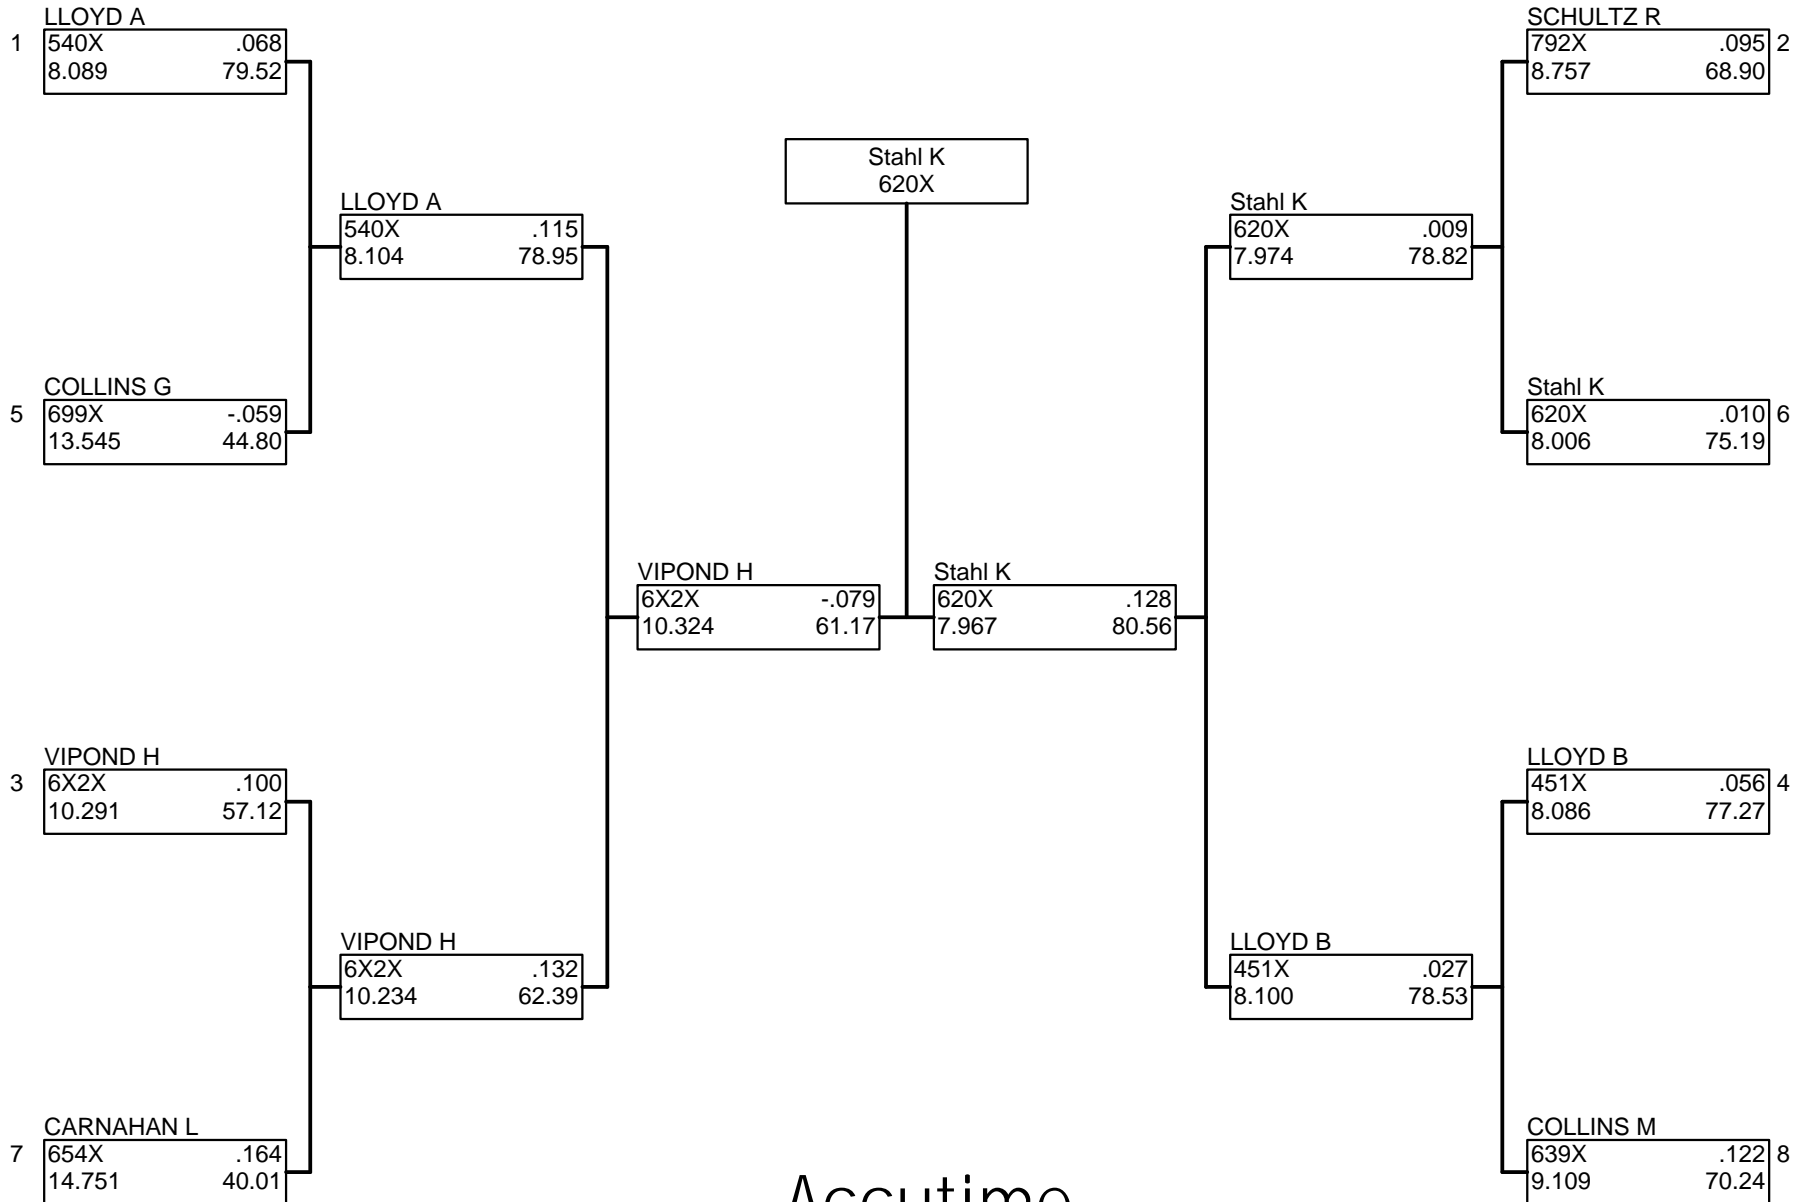 LLOYD A
1 540X .068
8.089 79.52
SCHULTZ R
792X .095 2
8.757 68.90
Stahl K
620X
LLOYD A
540X .115
8.104 78.95
Stahl K
620X .009
7.974 78.82
COLLINS G
5 699X -.059
13.545 44.80
Stahl K
620X .010 6
8.006 75.19
VIPOND H
6X2X -.079
10.324 61.17
Stahl K
620X .128
7.967 80.56
VIPOND H
3 6X2X .100
10.291 57.12
LLOYD B
451X .056 4
8.086 77.27
VIPOND H
6X2X .132
10.234 62.39
LLOYD B
451X .027
8.100 78.53
CARNAHAN L
7 654X .164
14.751 40.01
COLLINS M
639X .122 8
9.109 70.24
Accutime